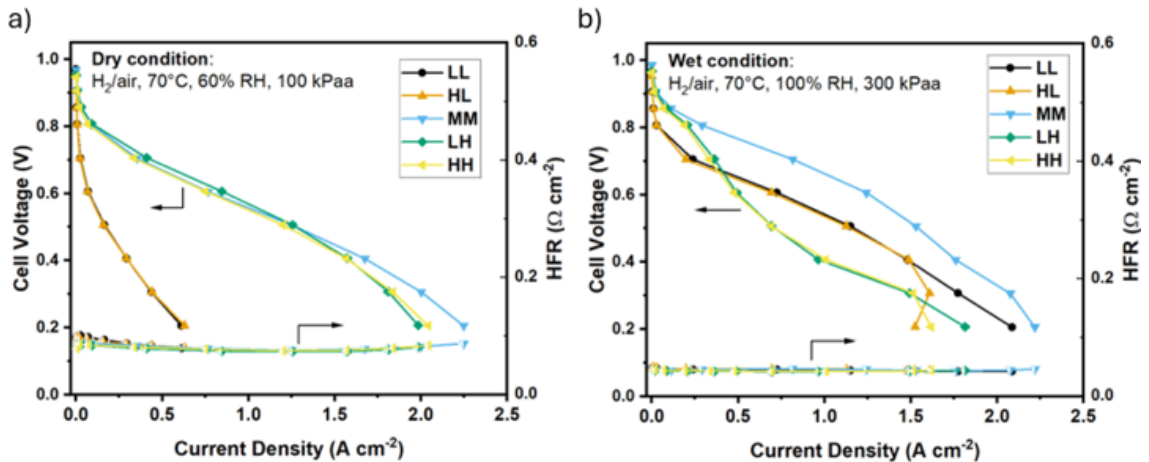 a)
Dry condition:
H₂/air, 70°C, 60% RH, 100 kPaa
LL
HL
MM
LH
HH
Cell Voltage (V)
1.0
0.8
0.6
0.4
0.2
0.0
HFR (Ω cm⁻²)
0.6
0.4
0.2
0.0
0.0 0.5 1.0 1.5 2.0 2.5
Current Density (A cm⁻²)
b)
Wet condition:
H₂/air, 70°C, 100% RH, 300 kPaa
LL
HL
MM
LH
HH
Cell Voltage (V)
1.0
0.8
0.6
0.4
0.2
0.0
HFR (Ω cm⁻²)
0.6
0.4
0.2
0.0
0.0 0.5 1.0 1.5 2.0 2.5
Current Density (A cm⁻²)